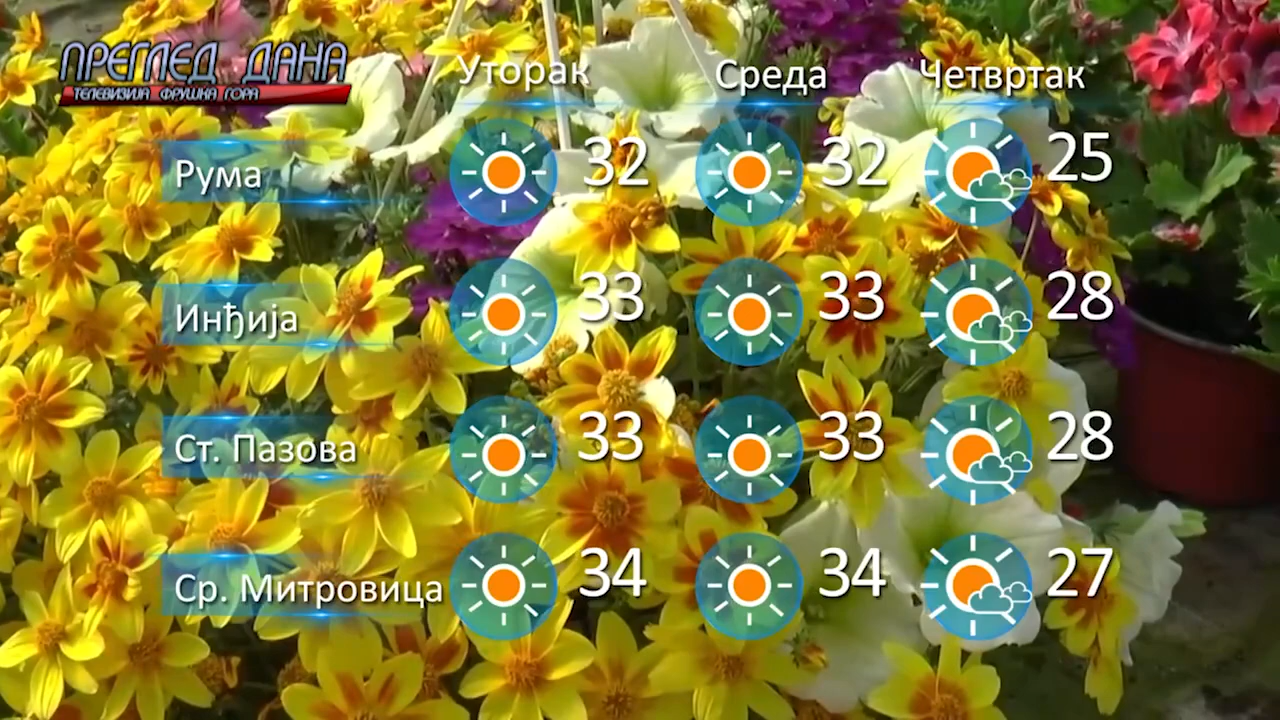 ПРЕГЛЕД ДАНА
ТЕЛЕВИЗИЈА ФРУШКА ГОРА
Уторак Среда Четвртак
Рума 32 32 25
Инђија 33 33 28
Ст. Пазова 33 33 28
Ср. Митровица 34 34 27